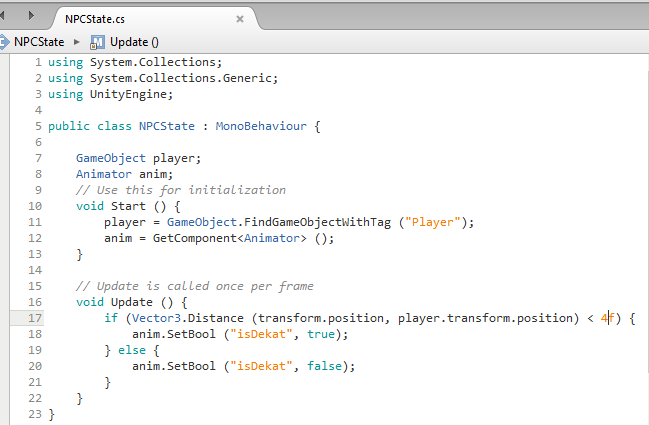 NPCState.cs ×
NPCState ▸ Update ()
1 using System.Collections;
2 using System.Collections.Generic;
3 using UnityEngine;
4
5 public class NPCState : MonoBehaviour {
6
7     GameObject player;
8     Animator anim;
9     // Use this for initialization
10     void Start () {
11         player = GameObject.FindGameObjectWithTag ("Player");
12         anim = GetComponent<Animator> ();
13     }
14
15     // Update is called once per frame
16     void Update () {
17         if (Vector3.Distance (transform.position, player.transform.position) < 4f) {
18             anim.SetBool ("isDekat", true);
19         } else {
20             anim.SetBool ("isDekat", false);
21         }
22     }
23 }